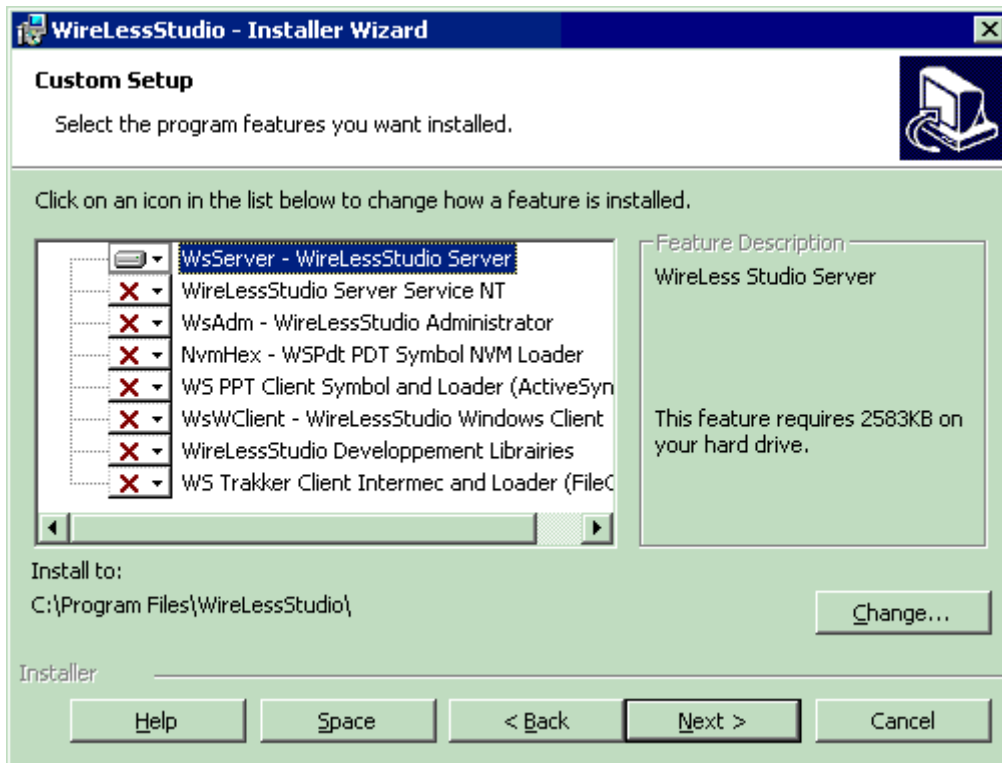 WireLessStudio - Installer Wizard
Custom Setup
Select the program features you want installed.
Click on an icon in the list below to change how a feature is installed.
WsServer - WireLessStudio Server
WireLessStudio Server Service NT
WsAdm - WireLessStudio Administrator
NvmHex - WSPdt PDT Symbol NVM Loader
WS PPT Client Symbol and Loader (ActiveSyn
WsWClient - WireLessStudio Windows Client
WireLessStudio Developpement Librairies
WS Trakker Client Intermec and Loader (FileC
Feature Description
WireLess Studio Server
This feature requires 2583KB on
your hard drive.
Install to:
C:\Program Files\WireLessStudio\
Change...
Installer
Help
Space
< Back
Next >
Cancel